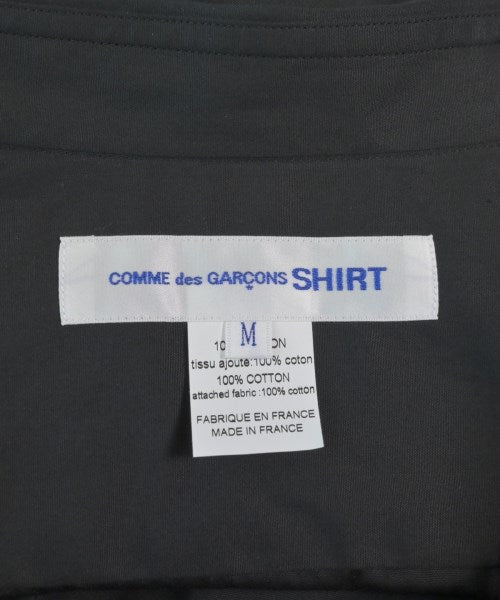 COMME des GARÇONS SHIRT
M
tissu ajoute:100% coton
100% COTTON
attached fabric:100% cotton
FABRIQUE EN FRANCE
MADE IN FRANCE